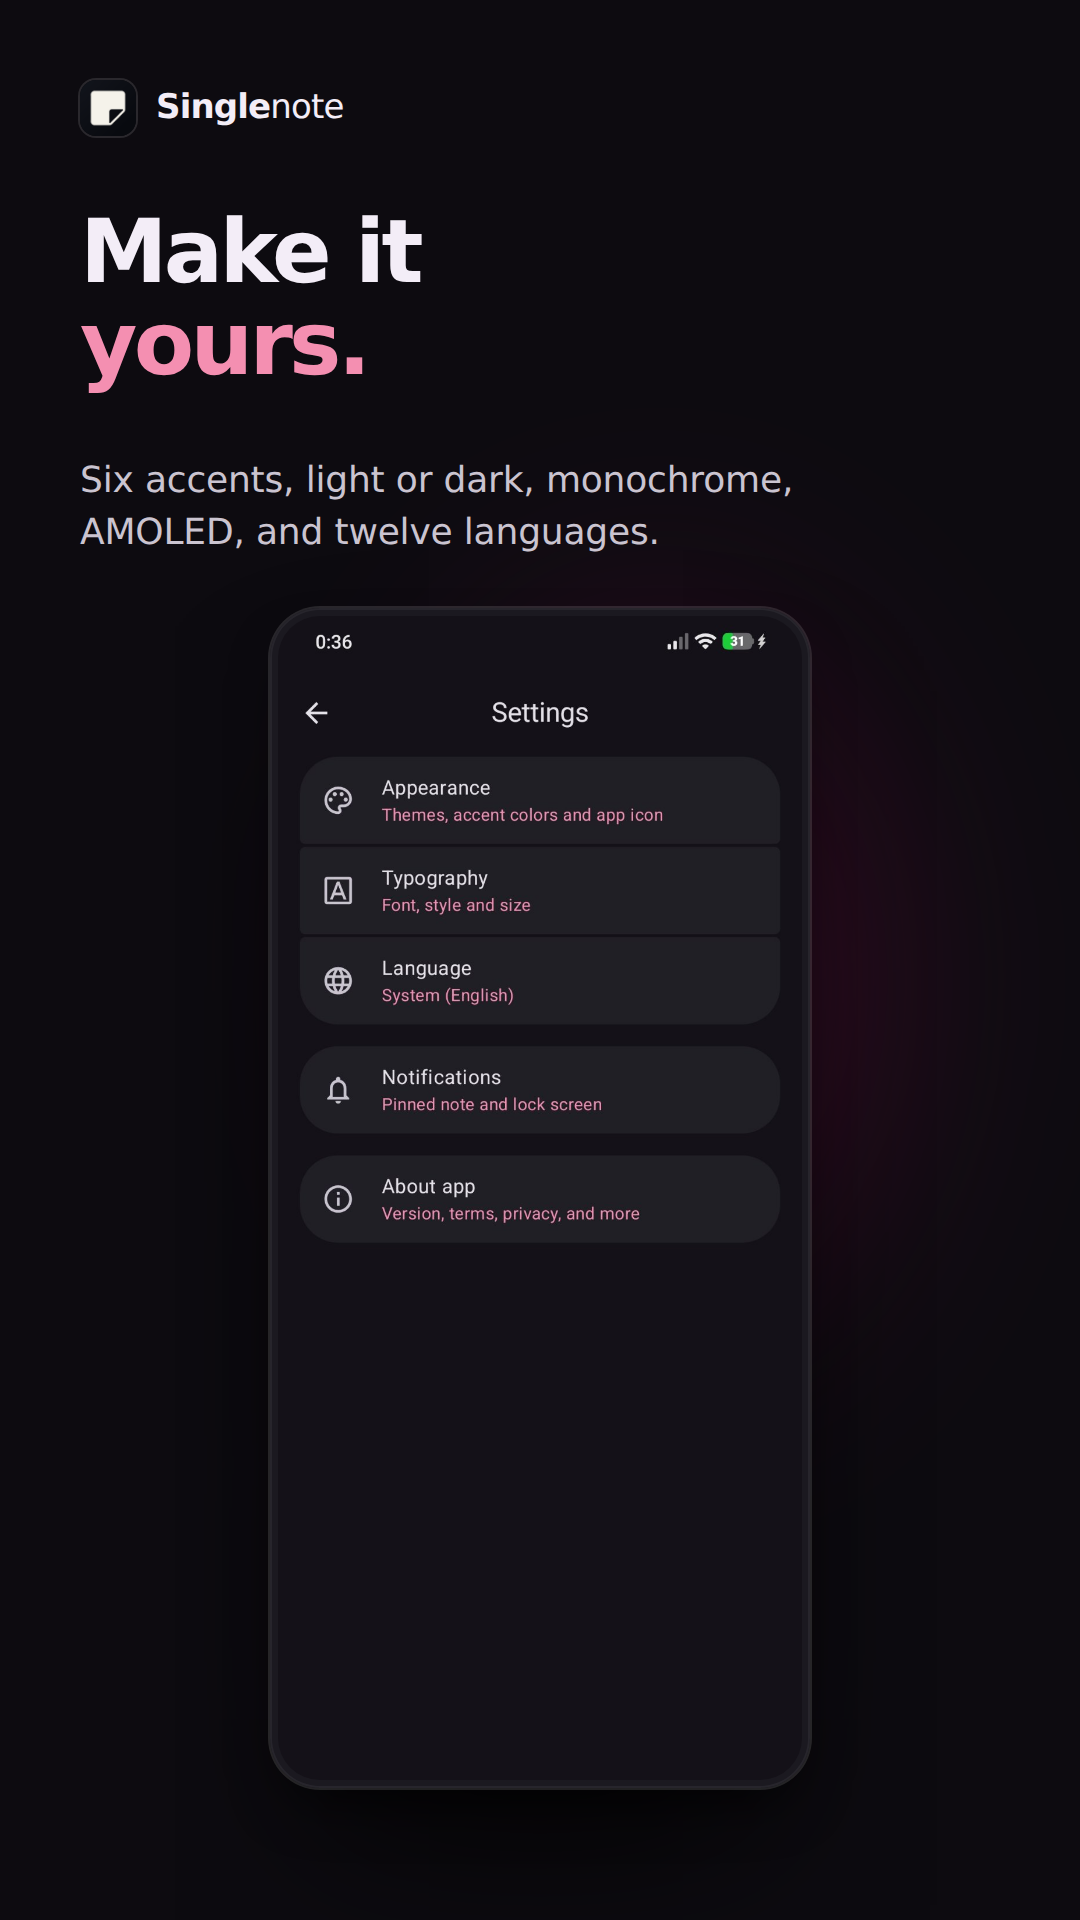 Singlenote
Make it
yours.
Six accents, light or dark, monochrome,
AMOLED, and twelve languages.
0:36
31
Settings
Appearance
Themes, accent colors and app icon
Typography
Font, style and size
Language
System (English)
Notifications
Pinned note and lock screen
About app
Version, terms, privacy, and more